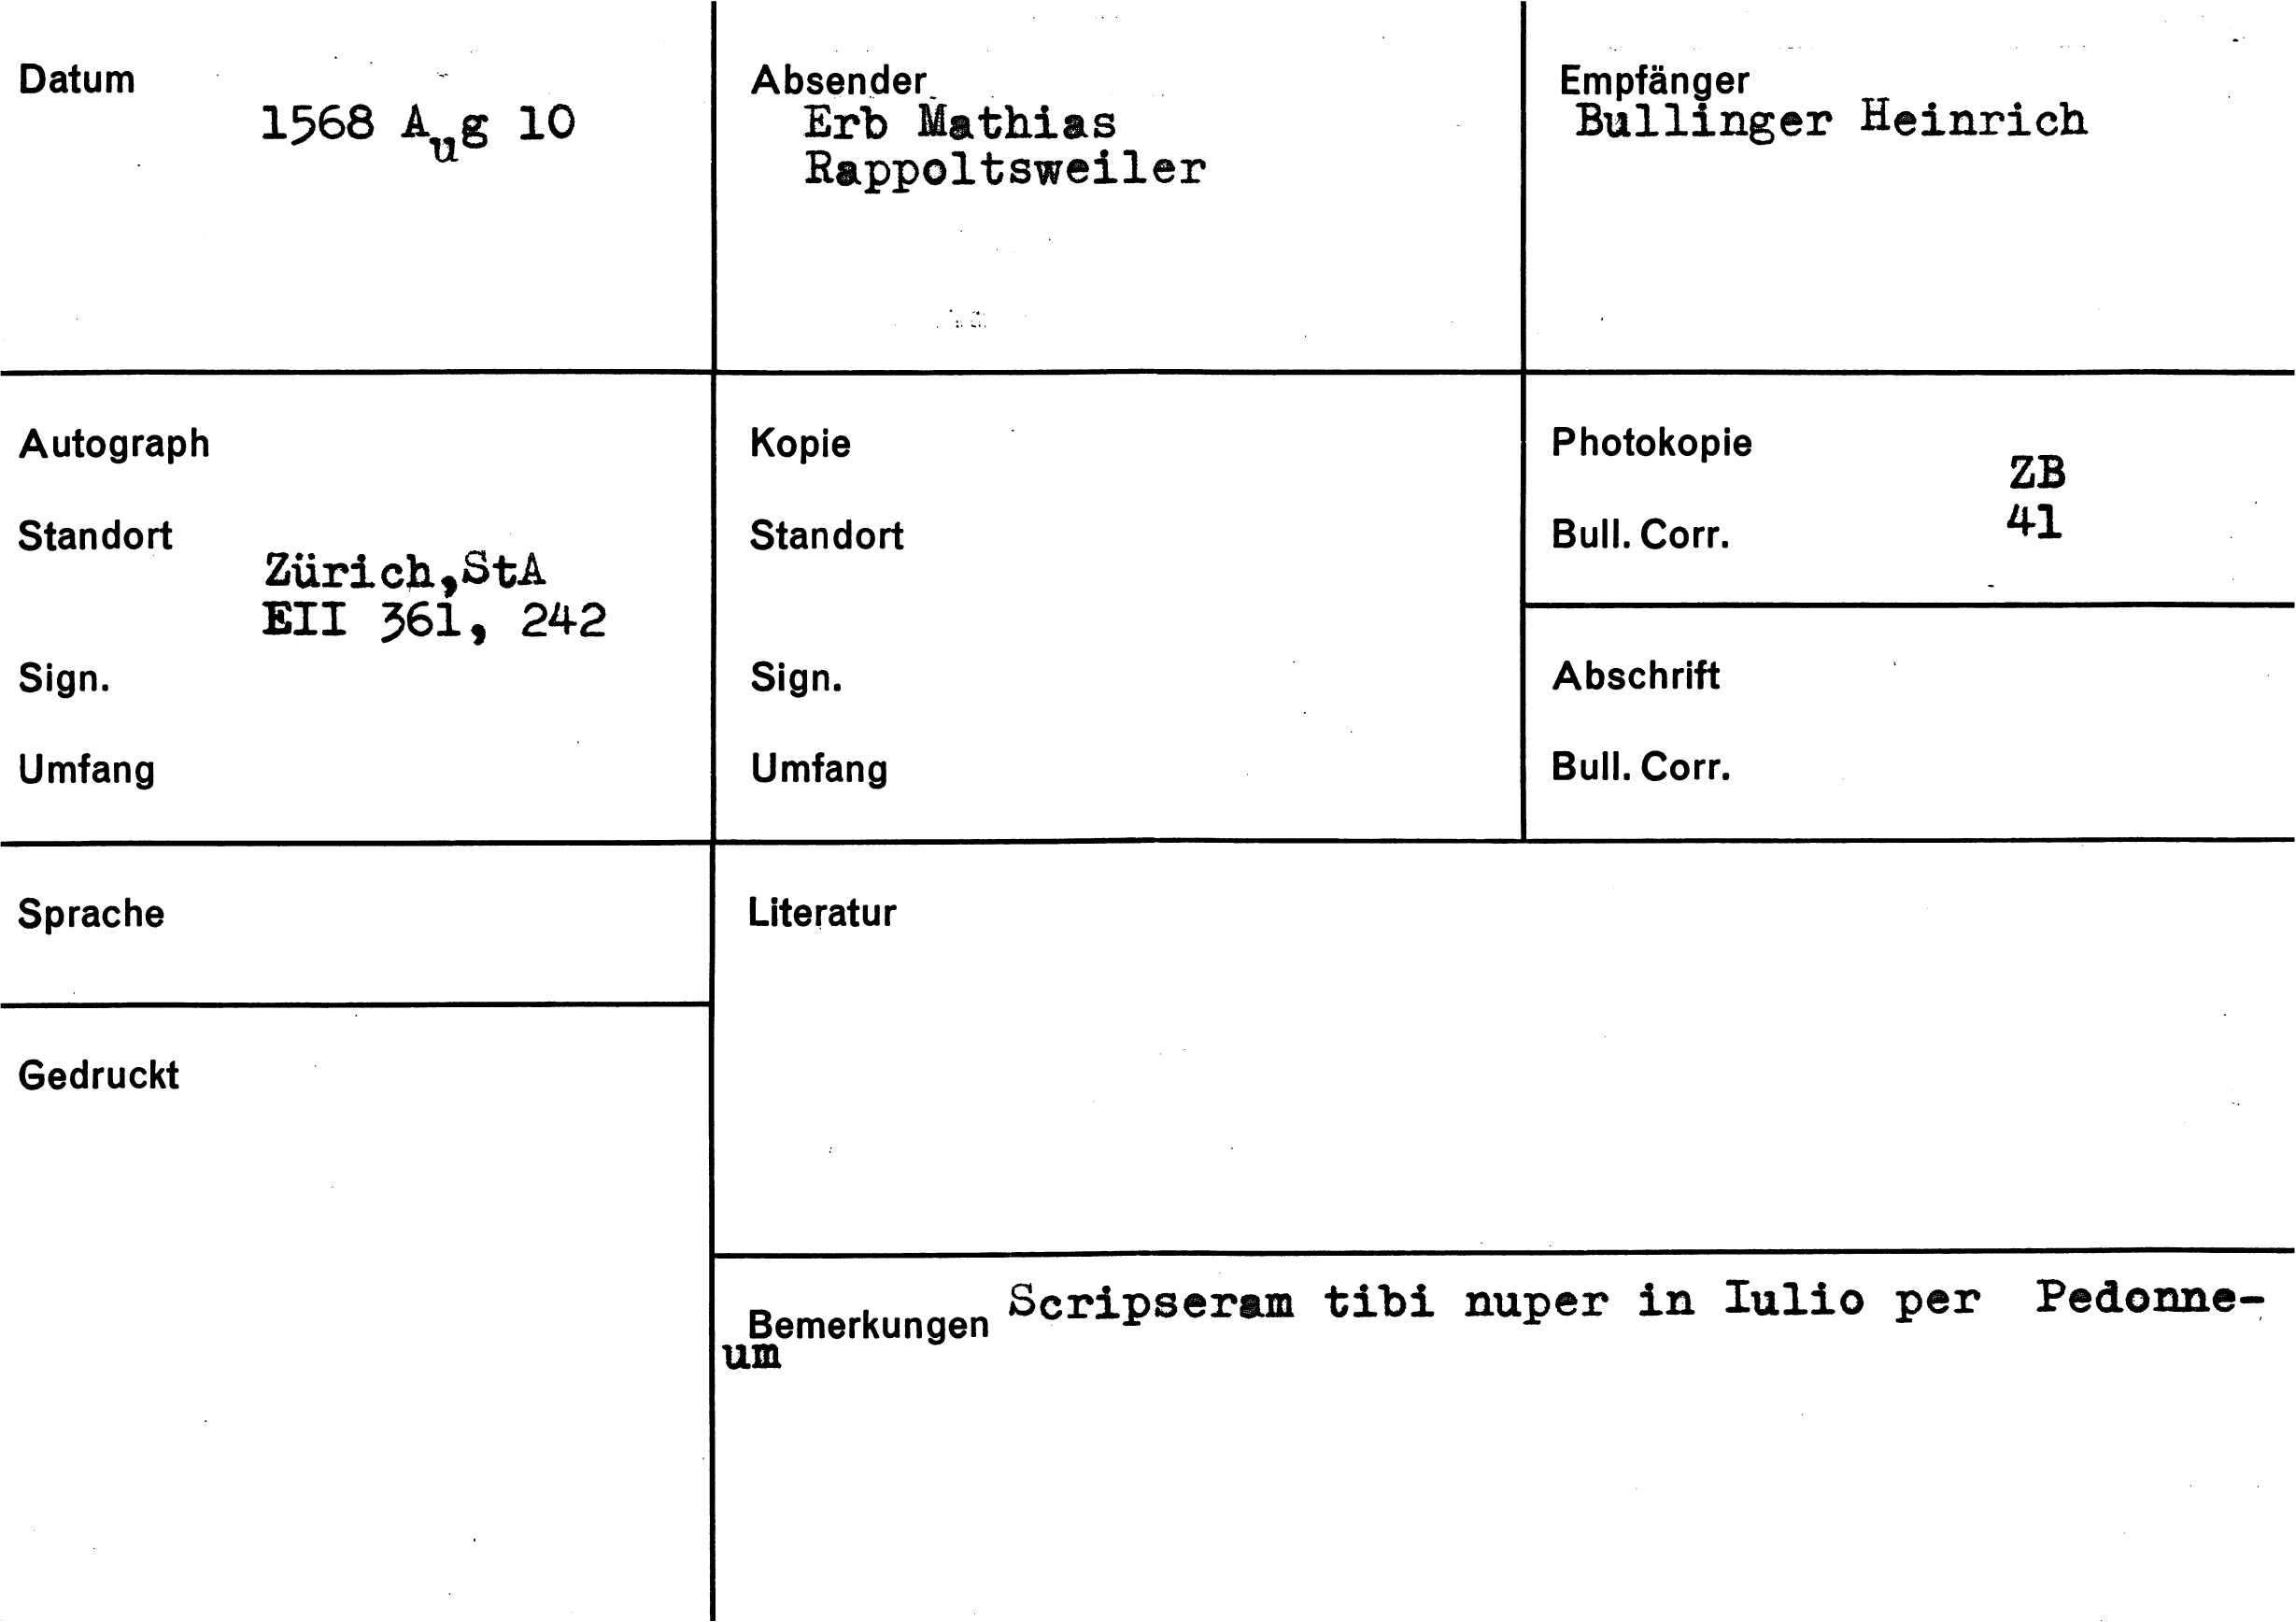 Datum
1568 Aug 10
Absender
Erb Mathias
Rappoltsweiler
Empfänger
Bullinger Heinrich
Autograph
Standort
Zürich,StA
EII 361, 242
Sign.
Umfang
Kopie
Standort
Sign.
Umfang
Photokopie
ZB
Bull. Corr.
41
Abschrift
Bull. Corr.
Sprache
Gedruckt
Literatur
Bemerkungen Scripseram tibi nuper in Iulio per Pedonne-
um